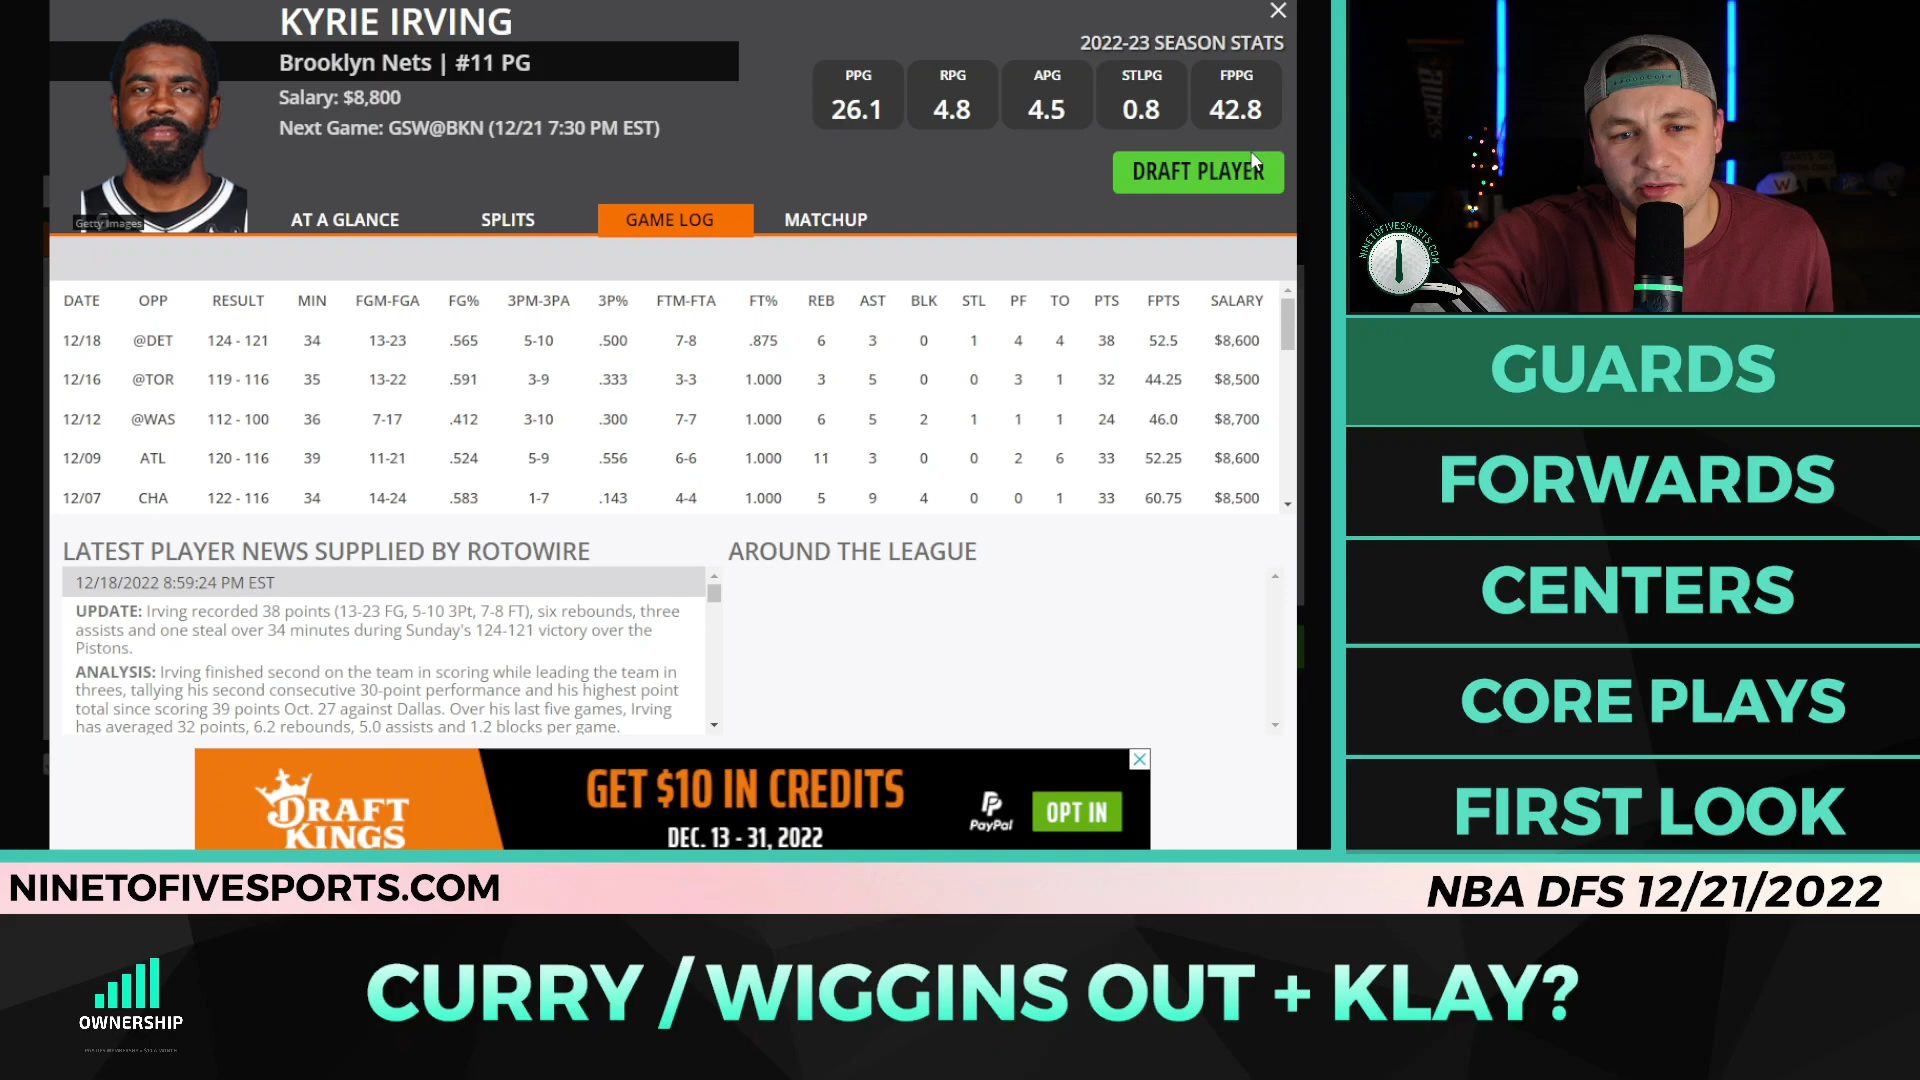 KYRIE IRVING
Brooklyn Nets | #11 PG
Salary: $8,800
Next Game: GSW@BKN (12/21 7:30 PM EST)
2022-23 SEASON STATS
PPG RPG APG STLPG FPPG
26.1 4.8 4.5 0.8 42.8
DRAFT PLAYER
Getty Images
AT A GLANCE SPLITS GAME LOG MATCHUP
DATE OPP RESULT MIN FGM-FGA FG% 3PM-3PA 3P% FTM-FTA FT% REB AST BLK STL PF TO PTS FPTS SALARY
12/18 @DET 124 - 121 34 13-23 .565 5-10 .500 7-8 .875 6 3 0 1 4 4 38 52.5 $8,600
12/16 @TOR 119 - 116 35 13-22 .591 3-9 .333 3-3 1.000 3 5 0 0 3 1 32 44.25 $8,500
12/12 @WAS 112 - 100 36 7-17 .412 3-10 .300 7-7 1.000 6 5 2 1 1 1 24 46.0 $8,700
12/09 ATL 120 - 116 39 11-21 .524 5-9 .556 6-6 1.000 11 3 0 0 2 6 33 52.25 $8,600
12/07 CHA 122 - 116 34 14-24 .583 1-7 .143 4-4 1.000 5 9 4 0 0 1 33 60.75 $8,500
LATEST PLAYER NEWS SUPPLIED BY ROTOWIRE
12/18/2022 8:59:24 PM EST
UPDATE: Irving recorded 38 points (13-23 FG, 5-10 3Pt, 7-8 FT), six rebounds, three
assists and one steal over 34 minutes during Sunday's 124-121 victory over the
Pistons.
ANALYSIS: Irving finished second on the team in scoring while leading the team in
threes, tallying his second consecutive 30-point performance and his highest point
total since scoring 39 points Oct. 27 against Dallas. Over his last five games, Irving
has averaged 32 points, 6.2 rebounds, 5.0 assists and 1.2 blocks per game.
AROUND THE LEAGUE
DRAFT
KINGS
GET $10 IN CREDITS
DEC. 13 - 31, 2022
PayPal
OPT IN
NINETOFIVESPORTS.COM
GUARDS
FORWARDS
CENTERS
CORE PLAYS
FIRST LOOK
NINETOFIVESPORTS.COM
NBA DFS 12/21/2022
OWNERSHIP
CURRY / WIGGINS OUT + KLAY?